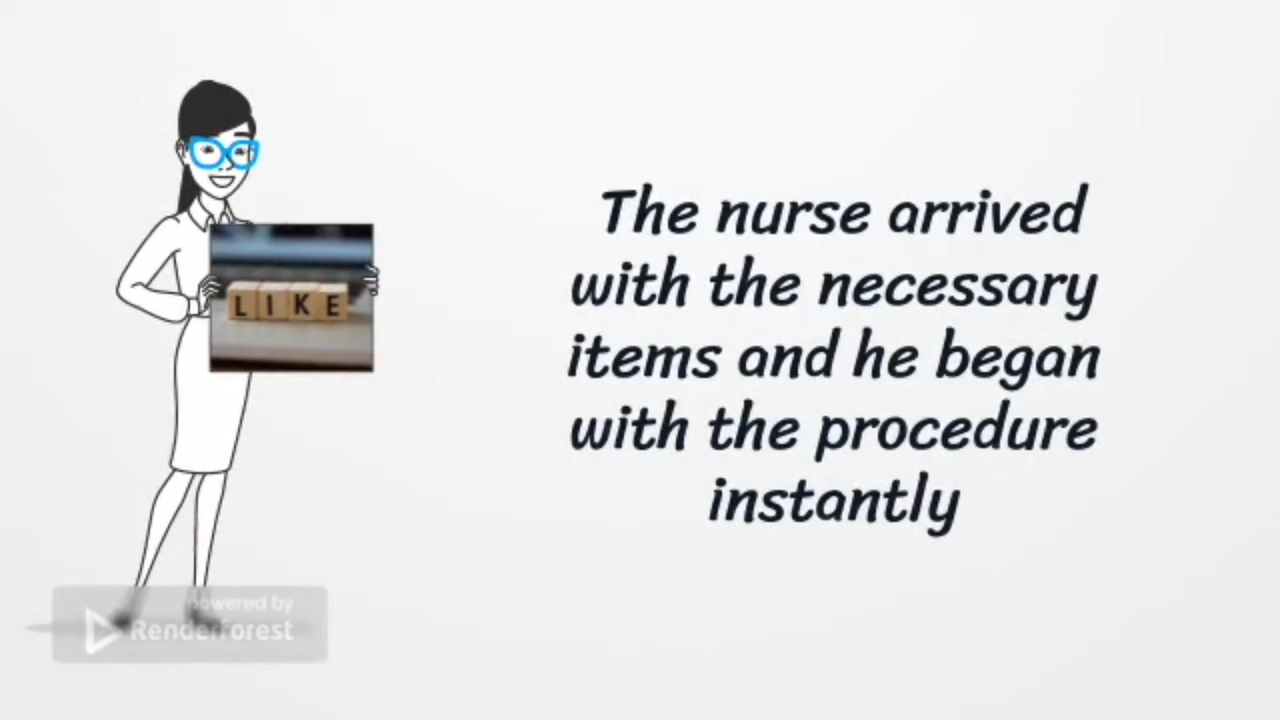 LIKE
The nurse arrived
with the necessary
items and he began
with the procedure
instantly
powered by
Renderforest